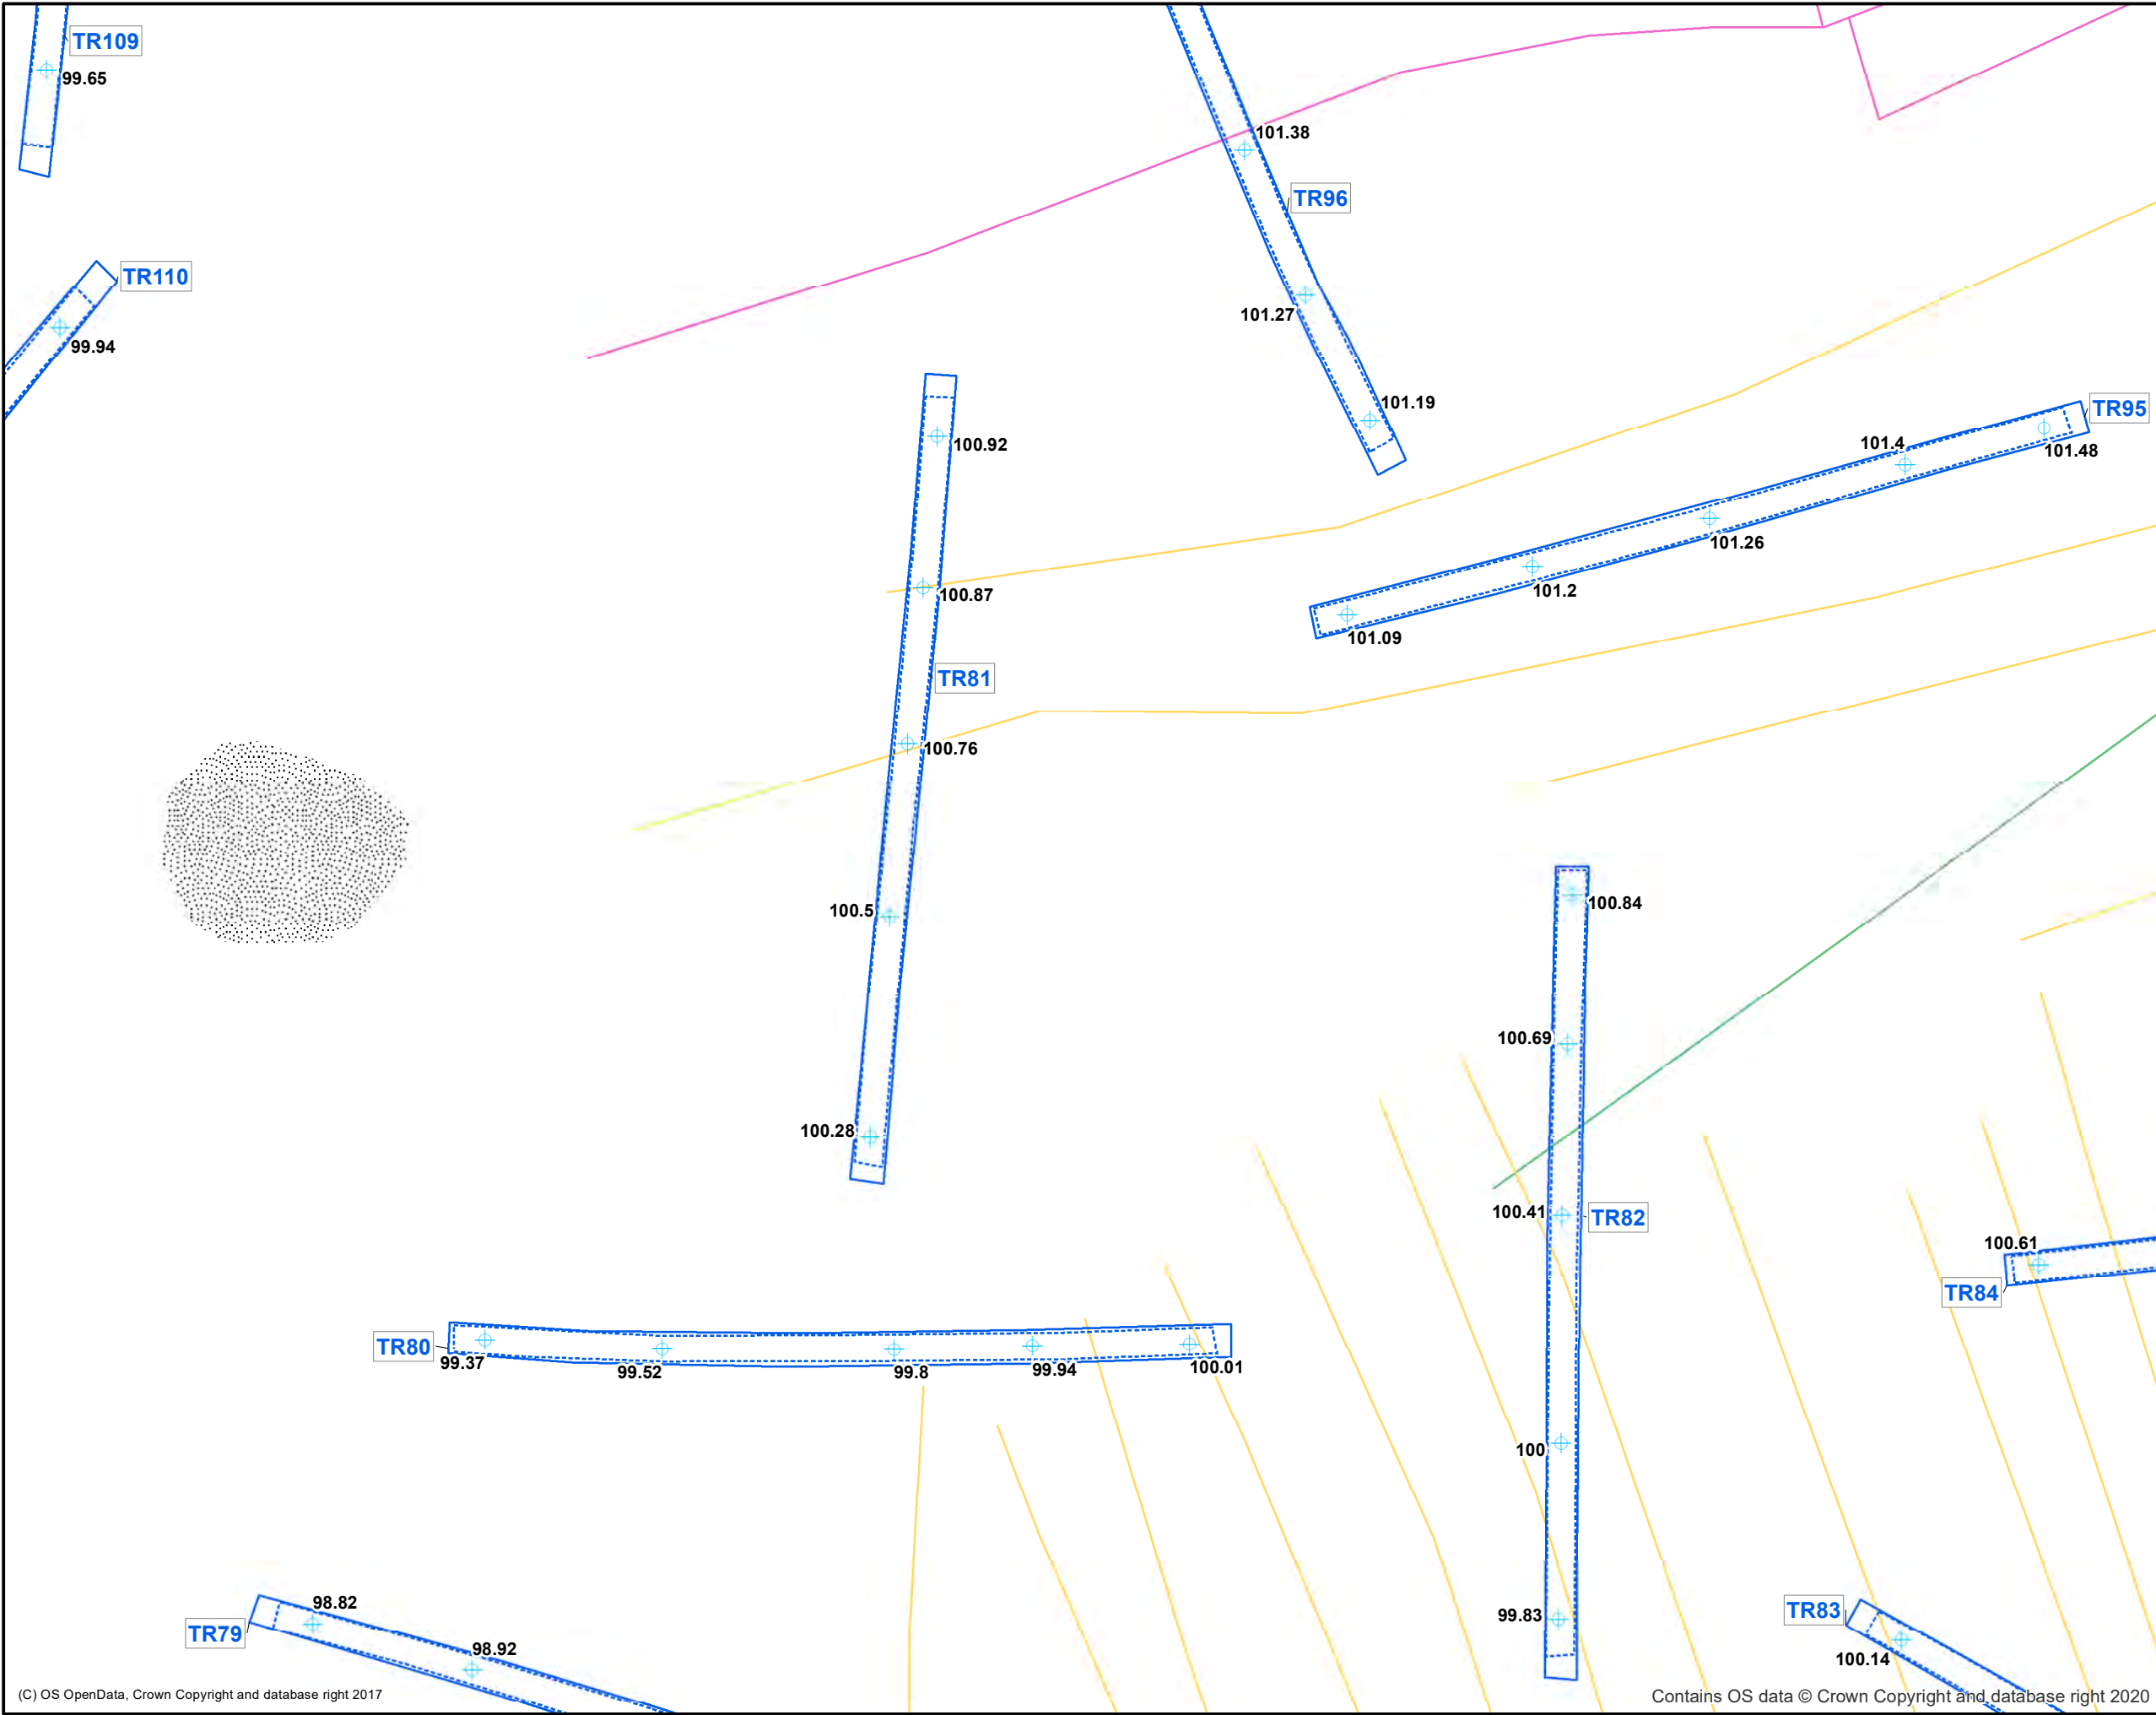 TR109
99.65
101.38
TR96
TR110
99.94
101.27
101.19
TR95
101.4
101.48
100.92
101.26
101.2
100.87
101.09
TR81
100.76
100.84
100.5
100.69
100.28
100.41
TR82
100.61
TR84
TR80
99.37
99.52
99.8
99.94
100.01
100
98.82
99.83
TR83
TR79
98.92
100.14
(C) OS OpenData, Crown Copyright and database right 2017
Contains OS data © Crown Copyright and database right 2020